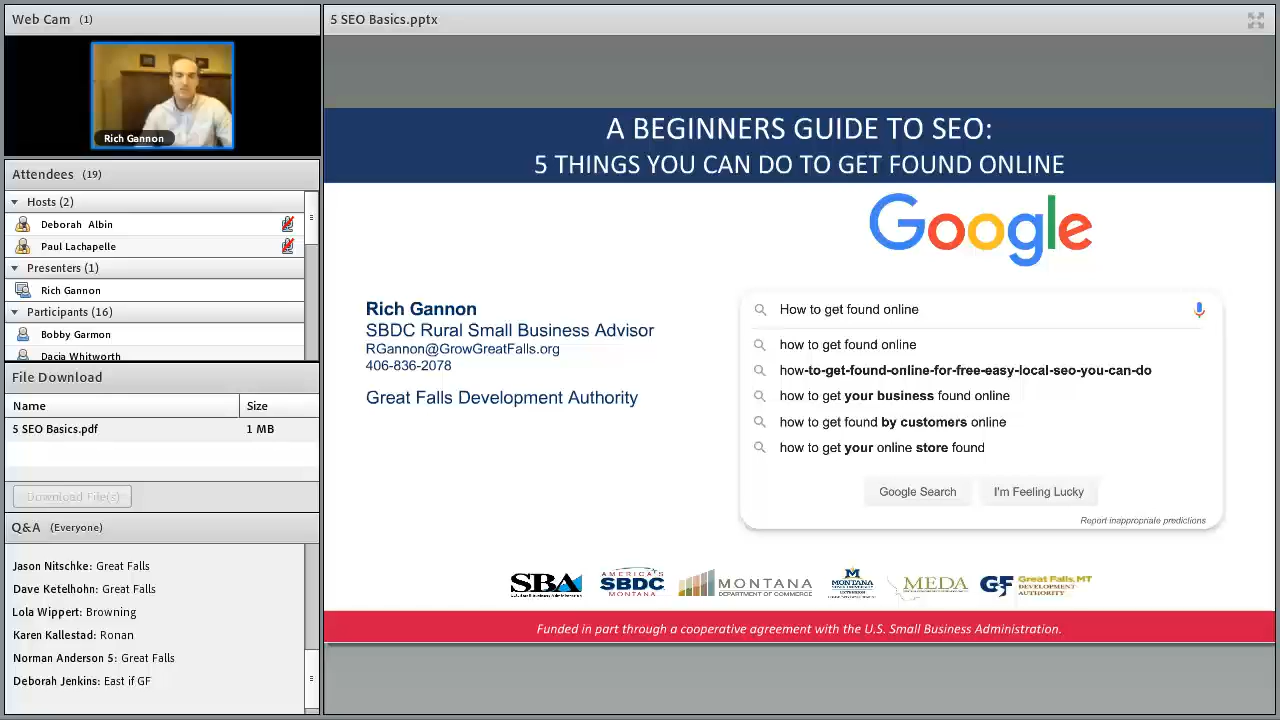 Web Cam (1)
Rich Gannon
Attendees (19)
Hosts (2)
Deborah Albin
Paul Lachapelle
Presenters (1)
Rich Gannon
Participants (16)
Bobby Garmon
Dacia Whitworth
File Download
Name Size
5 SEO Basics.pdf 1 MB
Download File(s)
Q&A (Everyone)
Jason Nitschke: Great Falls
Dave Ketelhohn: Great Falls
Lola Wippert: Browning
Karen Kallestad: Ronan
Norman Anderson 5: Great Falls
Deborah Jenkins: East if GF
5 SEO Basics.pptx
A BEGINNERS GUIDE TO SEO:
5 THINGS YOU CAN DO TO GET FOUND ONLINE
Google
Rich Gannon
SBDC Rural Small Business Advisor
RGannon@GrowGreatFalls.org
406-836-2078
Great Falls Development Authority
How to get found online
how to get found online
how-to-get-found-online-for-free-easy-local-seo-you-can-do
how to get your business found online
how to get found by customers online
how to get your online store found
Google Search I'm Feeling Lucky
Report inappropriate predictions
SBA
U.S. Small Business Administration
AMERICA'S
SBDC
MONTANA
MONTANA
DEPARTMENT OF COMMERCE
M
MONTANA
MEDA
GF
Great Falls, MT
DEVELOPMENT
AUTHORITY
Funded in part through a cooperative agreement with the U.S. Small Business Administration.